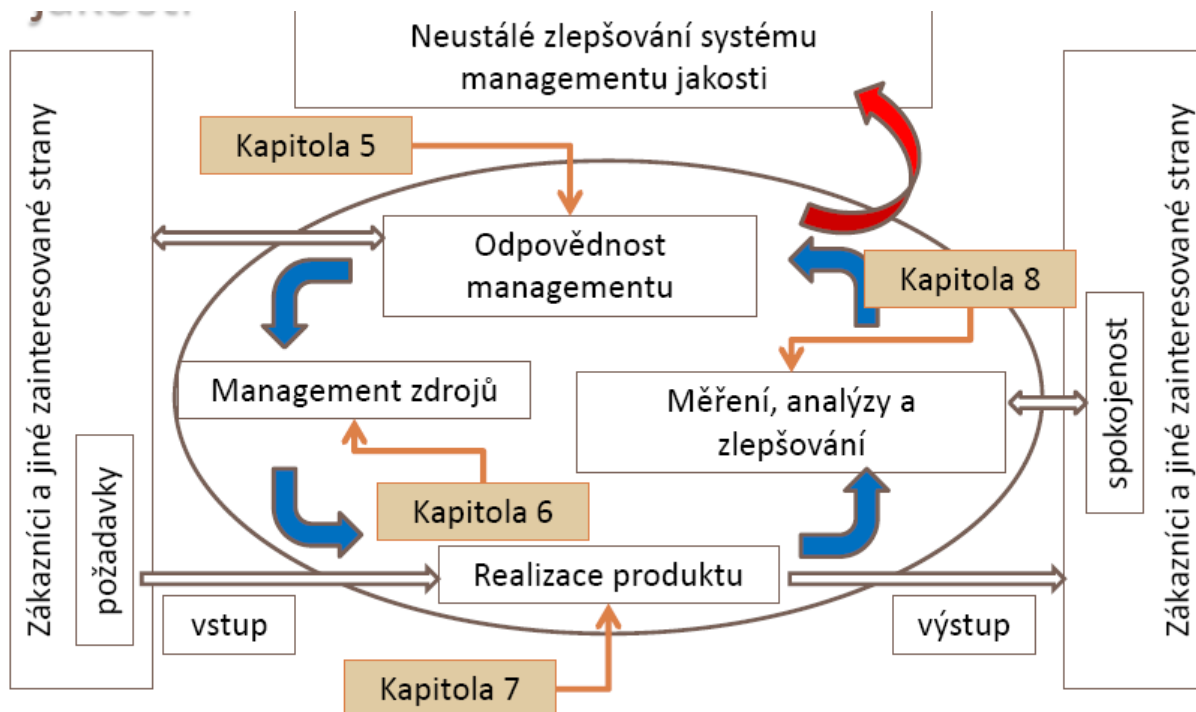 Neustálé zlepšování systému
managementu jakosti
Zákazníci a jiné zainteresované strany
Kapitola 5
Odpovědnost
managementu
Kapitola 8
Management zdrojů
Měření, analýzy a
zlepšování
spokojenost
Zákazníci a jiné zainteresované strany
požadavky
Kapitola 6
Realizace produktu
vstup
výstup
Kapitola 7